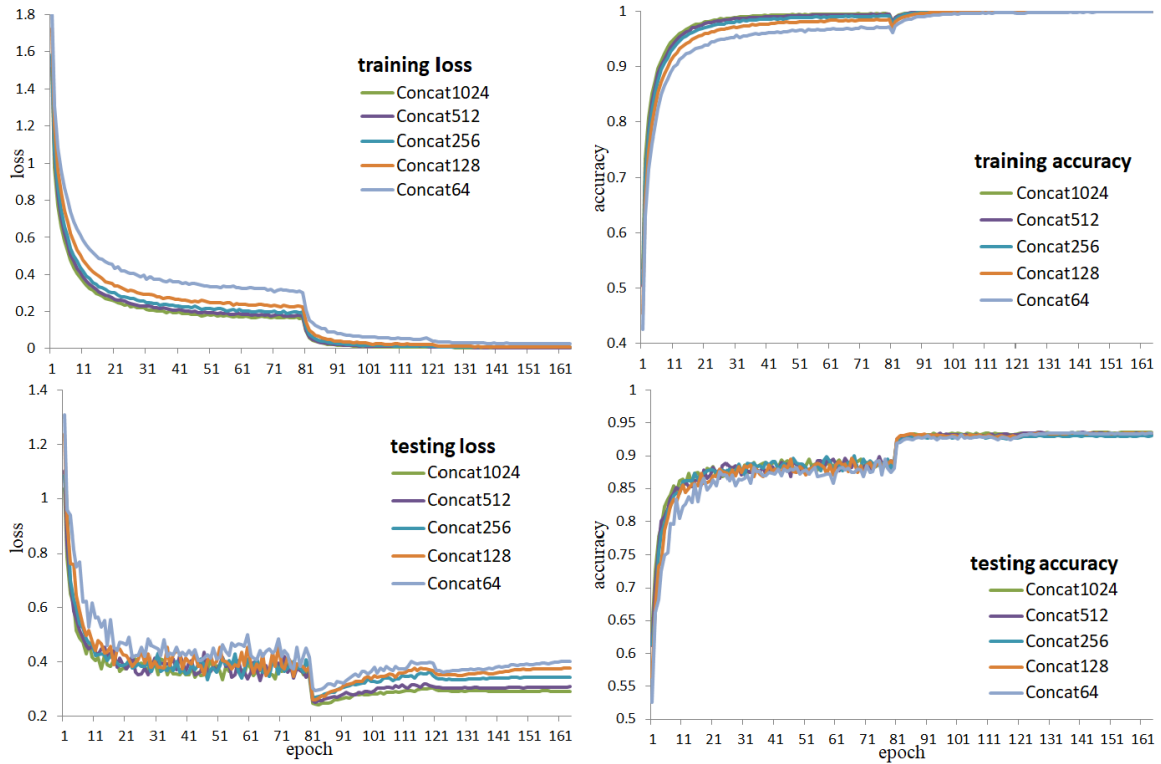 1.8
1.6
1.4
1.2
1
0.8
0.6
0.4
0.2
0
loss
training loss
Concat1024
Concat512
Concat256
Concat128
Concat64
1 11 21 31 41 51 61 71 81 91 101 111 121 131 141 151 161
1
0.9
0.8
0.7
0.6
0.5
0.4
accuracy
training accuracy
Concat1024
Concat512
Concat256
Concat128
Concat64
1 11 21 31 41 51 61 71 81 91 101 111 121 131 141 151 161
1.4
1.2
1
0.8
0.6
0.4
0.2
loss
testing loss
Concat1024
Concat512
Concat256
Concat128
Concat64
1 11 21 31 41 51 61 71 81 91 101 111 121 131 141 151 161
epoch
1
0.95
0.9
0.85
0.8
0.75
0.7
0.65
0.6
0.55
0.5
accuracy
testing accuracy
Concat1024
Concat512
Concat256
Concat128
Concat64
1 11 21 31 41 51 61 71 81 91 101 111 121 131 141 151 161
epoch